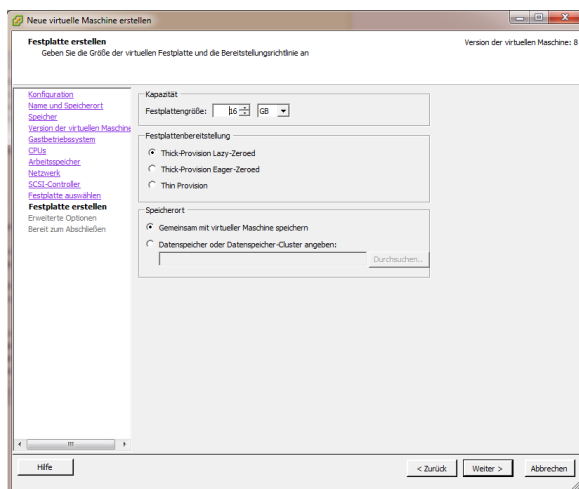 Neue virtuelle Maschine erstellen
Festplatte erstellen
Geben Sie die Größe der virtuellen Festplatte und die Bereitstellungsrichtlinie an
Version der virtuellen Maschine: 8
Konfiguration
Name und Speicherort
Speicher
Version der virtuellen Maschine
Gastbetriebssystem
CPUs
Arbeitsspeicher
Netzwerk
SCSI-Controller
Festplatte auswählen
Festplatte erstellen
Erweiterte Optionen
Bereit zum Abschließen
Kapazität
Festplattengröße: 16 GB
Festplattenbereitstellung
Thick-Provision Lazy-Zeroed
Thick-Provision Eager-Zeroed
Thin Provision
Speicherort
Gemeinsam mit virtueller Maschine speichern
Datenspeicher oder Datenspeicher-Cluster angeben:
Durchsuchen...
Hilfe
< Zurück
Weiter >
Abbrechen